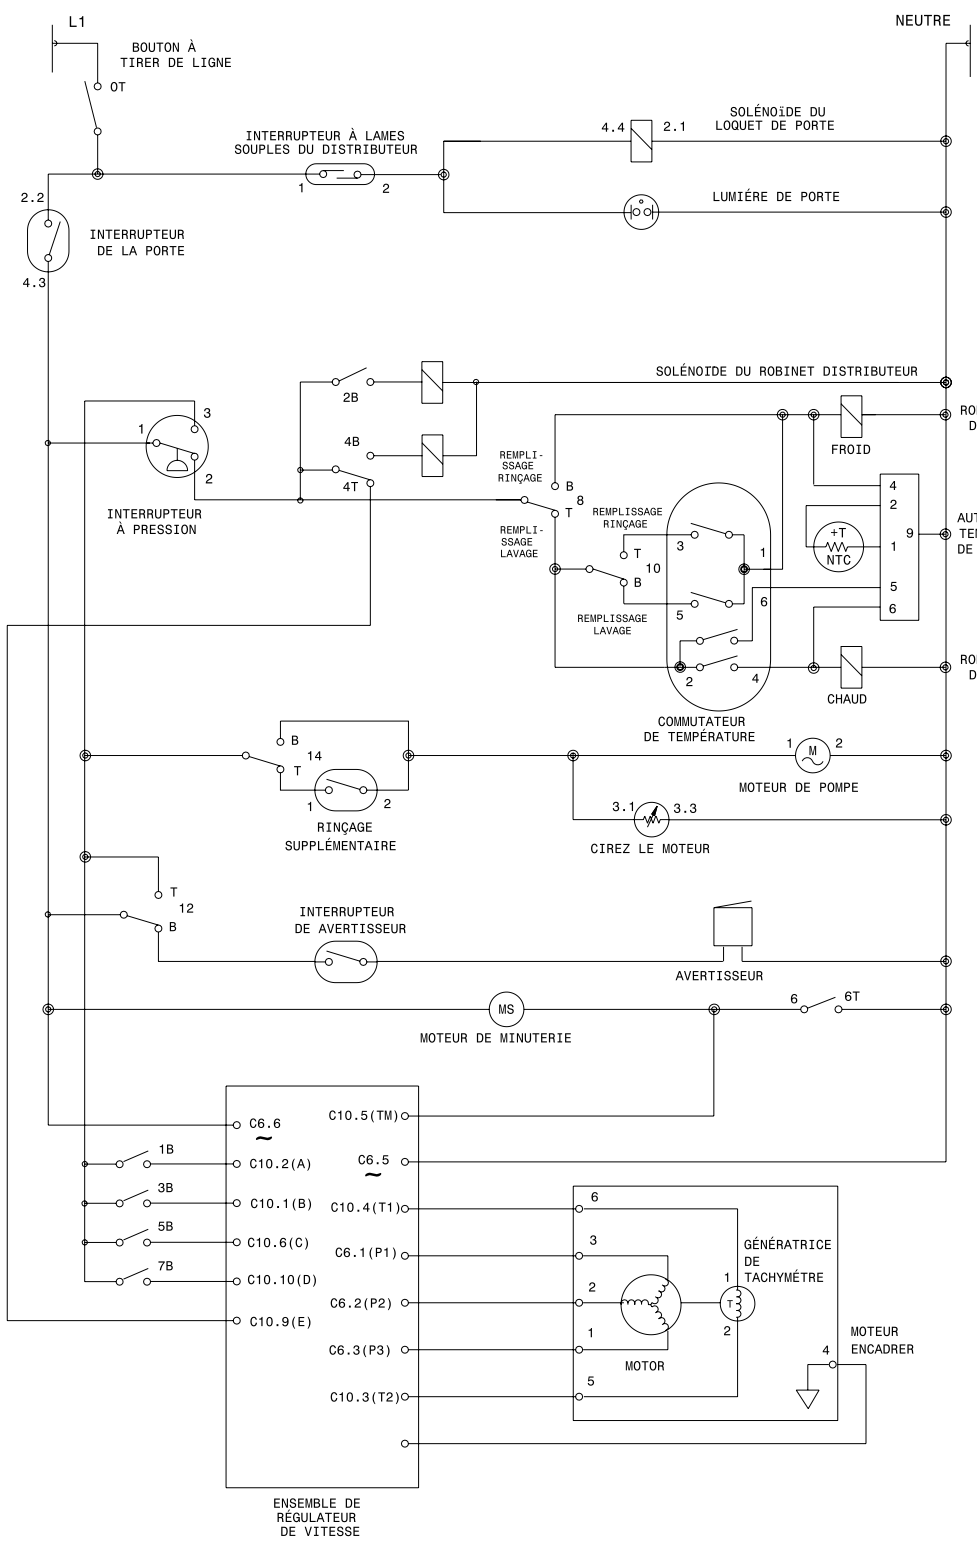 L1
NEUTRE
BOUTON À
TIRER DE LIGNE
OT
SOLÉNOïDE DU
LOQUET DE PORTE
4.4
2.1
INTERRUPTEUR À LAMES
SOUPLES DU DISTRIBUTEUR
1
2
2.2
LUMIÉRE DE PORTE
INTERRUPTEUR
DE LA PORTE
4.3
SOLÉNOIDE DU ROBINET DISTRIBUTEUR
2B
3
1
2
4B
4T
INTERRUPTEUR
À PRESSION
REMPLI-
SSAGE
RINÇAGE
B
8
T
REMPLI-
SSAGE
LAVAGE
REMPLISSAGE
RINÇAGE
T
10
B
REMPLISSAGE
LAVAGE
3
1
5
6
2
4
COMMUTATEUR
DE TEMPÉRATURE
FROID
RO
D
4
2
9
1
5
6
+T
NTC
AUT
TEM
DE
RO
D
CHAUD
B
14
T
1
2
RINÇAGE
SUPPLÉMENTAIRE
1
M
2
MOTEUR DE POMPE
3.1
3.3
CIREZ LE MOTEUR
T
12
B
INTERRUPTEUR
DE AVERTISSEUR
AVERTISSEUR
MS
MOTEUR DE MINUTERIE
6
6T
C6.6
~
C10.5(TM)
1B
C10.2(A)
C6.5
~
3B
C10.1(B)
C10.4(T1)
5B
C10.6(C)
C6.1(P1)
7B
C10.10(D)
C6.2(P2)
C10.9(E)
C6.3(P3)
C10.3(T2)
6
3
2
1
5
MOTOR
GÉNÉRATRICE
DE
TACHYMÉTRE
1
T
2
4
MOTEUR
ENCADRER
ENSEMBLE DE
RÉGULATEUR
DE VITESSE